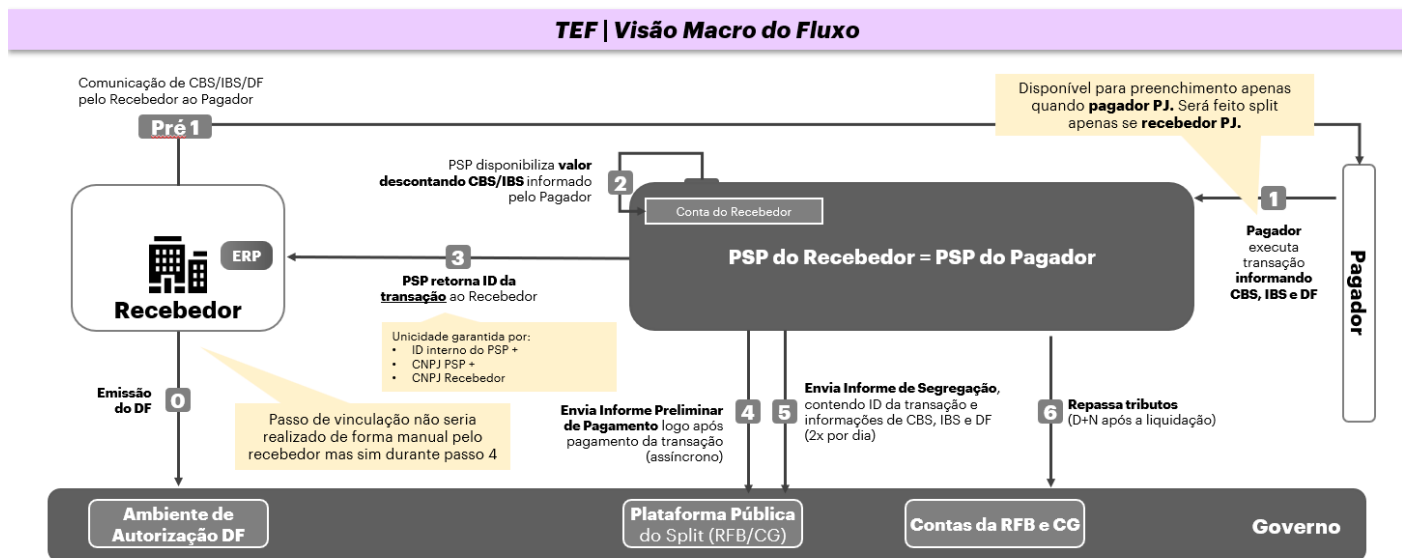 TEF | Visão Macro do Fluxo
Comunicação de CBS/IBS/DF
pelo Recebedor ao Pagador
Pré 1
Disponível para preenchimento apenas
quando pagador PJ. Será feito split
apenas se recebedor PJ.
PSP disponibiliza valor
descontando CBS/IBS informado
pelo Pagador
2
Conta do Recebedor
PSP do Recebedor = PSP do Pagador
1
Pagador
executa
transação
informando
CBS, IBS e DF
Pagador
ERP
Recebedor
3
PSP retorna ID da
transação ao Recebedor
Unicidade garantida por:
• ID interno do PSP +
• CNPJ PSP +
• CNPJ Recebedor
Emissão
do DF
0
Passo de vinculação não seria
realizado de forma manual pelo
recebedor mas sim durante passo 4
Envia Informe Preliminar
de Pagamento logo após
pagamento da transação
(assíncrono)
4
5
Envia Informe de Segregação,
contendo ID da transação e
informações de CBS, IBS e DF
(2x por dia)
6
Repassa tributos
(D+N após a liquidação)
Ambiente de
Autorização DF
Plataforma Pública
do Split (RFB/CG)
Contas da RFB e CG
Governo